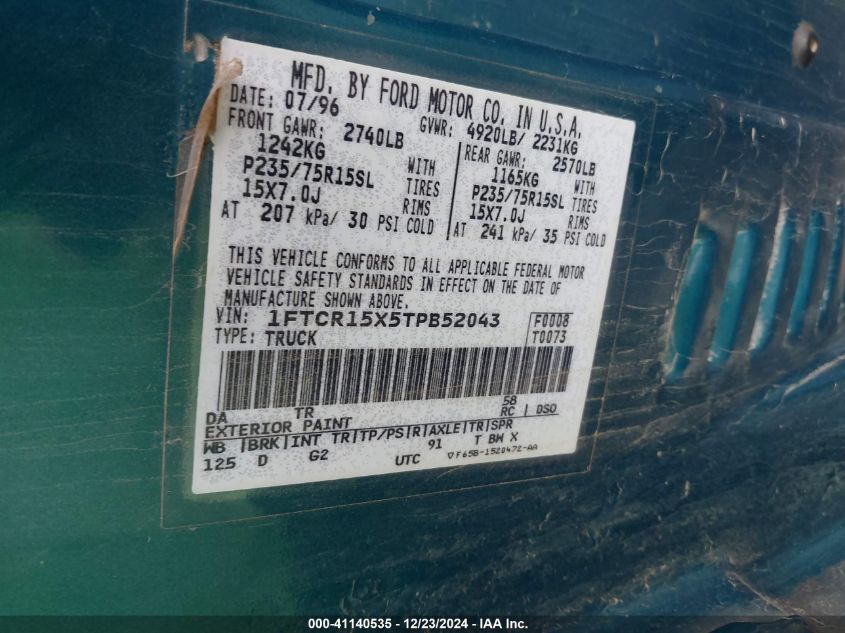 MFD. BY FORD MOTOR CO. IN U.S.A.
DATE: 07/96 GVWR: 4920LB/ 2231KG
FRONT GAWR: 2740LB REAR GAWR: 2570LB
1242KG WITH 1165KG WITH
P235/75R15SL TIRES P235/75R15SL TIRES
15X7.0J RIMS 15X7.0J RIMS
AT 207 kPa/ 30 PSI COLD AT 241 kPa/ 35 PSI COLD
THIS VEHICLE CONFORMS TO ALL APPLICABLE FEDERAL MOTOR
VEHICLE SAFETY STANDARDS IN EFFECT ON THE DATE OF
MANUFACTURE SHOWN ABOVE.
VIN: 1FTCR15X5TPB52043 F0008
TYPE: TRUCK T0073
58
DA TR RC | DSO
EXTERIOR PAINT
WB |BRK|INT TR|TP/PS|R|AXLE|TR|SPR
125 D G2 91 T BW X
UTC ▽F65B-1520472-AA
000-41140535 - 12/23/2024 - IAA Inc.